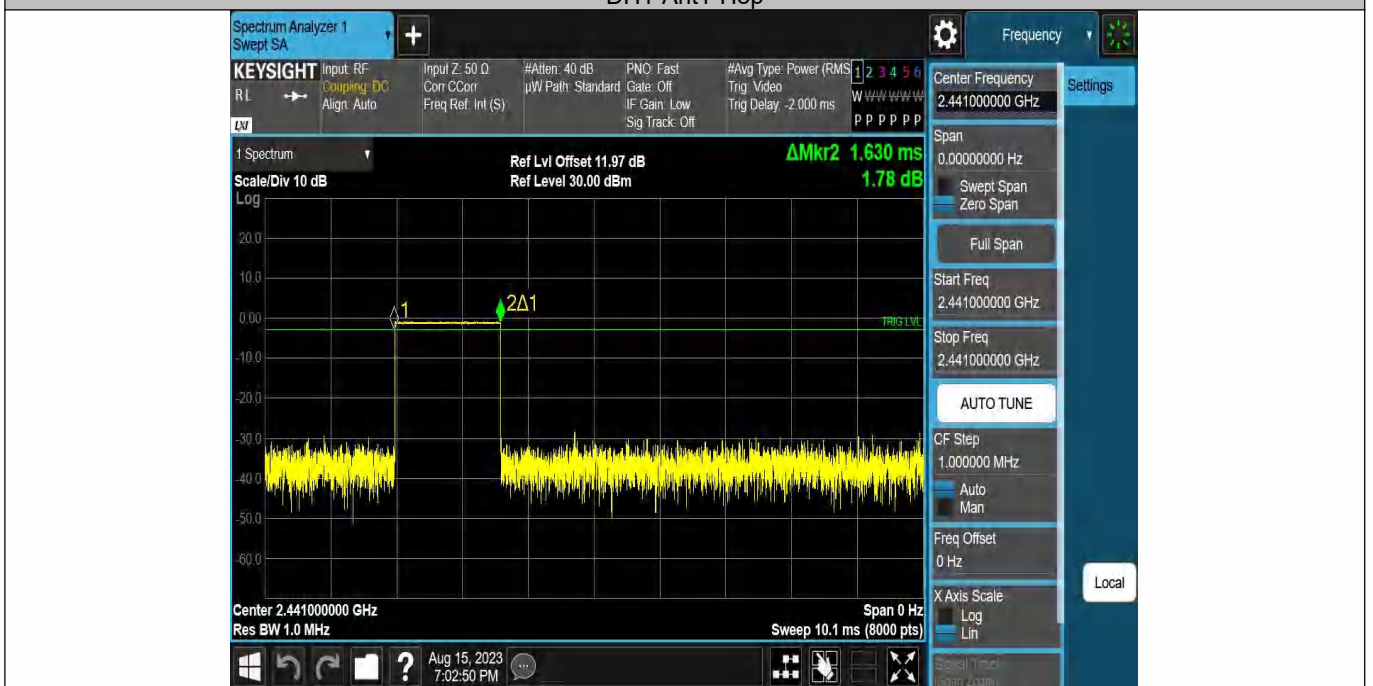 Spectrum Analyzer 1
Swept SA
+
Frequency
KEYSIGHT
RL
LXI
Input: RF
Coupling: DC
Align: Auto
Input Z: 50 Ω
Corr CCorr
Freq Ref: Int (S)
#Atten: 40 dB
µW Path: Standard
PNO: Fast
Gate: Off
IF Gain: Low
Sig Track: Off
#Avg Type: Power (RMS
Trig: Video
Trig Delay: -2.000 ms
1 2 3 4 5 6
W W W W W W
P P P P P P
1 Spectrum
Scale/Div 10 dB
Log
Ref Lvl Offset 11.97 dB
Ref Level 30.00 dBm
ΔMkr2 1.630 ms
1.78 dB
20.0
10.0
0.00
-10.0
-20.0
-30.0
-40.0
-50.0
-60.0
1
2Δ1
TRIG LVL
Center 2.441000000 GHz
Res BW 1.0 MHz
Span 0 Hz
Sweep 10.1 ms (8000 pts)
?
Aug 15, 2023
7:02:50 PM
Center Frequency
2.441000000 GHz
Span
0.00000000 Hz
Swept Span
Zero Span
Full Span
Start Freq
2.441000000 GHz
Stop Freq
2.441000000 GHz
AUTO TUNE
CF Step
1.000000 MHz
Auto
Man
Freq Offset
0 Hz
X Axis Scale
Log
Lin
Signal Track
Settings
Local